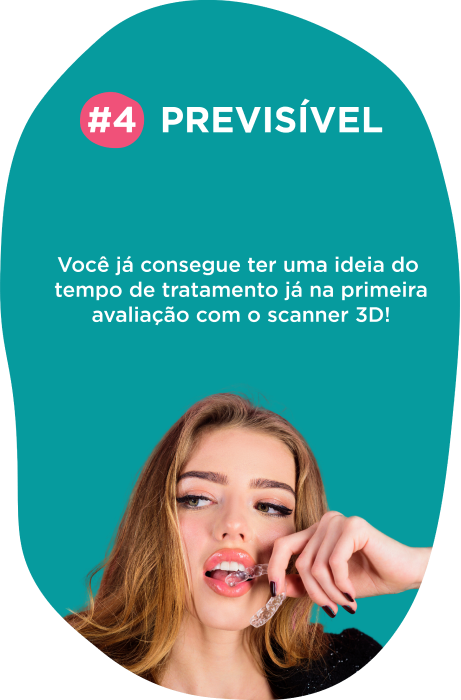 #4 PREVISÍVEL
Você já consegue ter uma ideia do
tempo de tratamento já na primeira
avaliação com o scanner 3D!